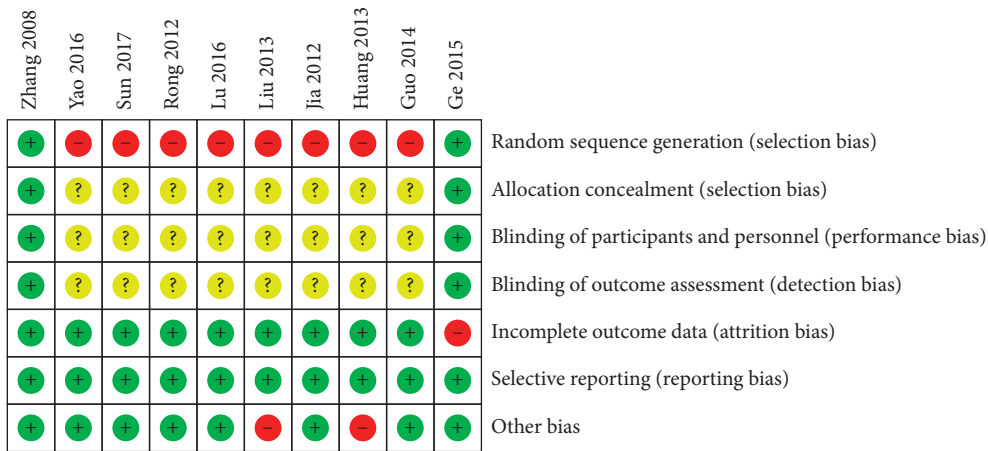 Zhang 2008
Yao 2016
Sun 2017
Rong 2012
Lu 2016
Liu 2013
Jia 2012
Huang 2013
Guo 2014
Ge 2015
+ − − − − − − − − + Random sequence generation (selection bias)
+ ? ? ? ? ? ? ? ? + Allocation concealment (selection bias)
+ ? ? ? ? ? ? ? ? + Blinding of participants and personnel (performance bias)
+ ? ? ? ? ? ? ? ? + Blinding of outcome assessment (detection bias)
+ + + + + + + + + − Incomplete outcome data (attrition bias)
+ + + + + + + + + + Selective reporting (reporting bias)
+ + + + + − + − + + Other bias